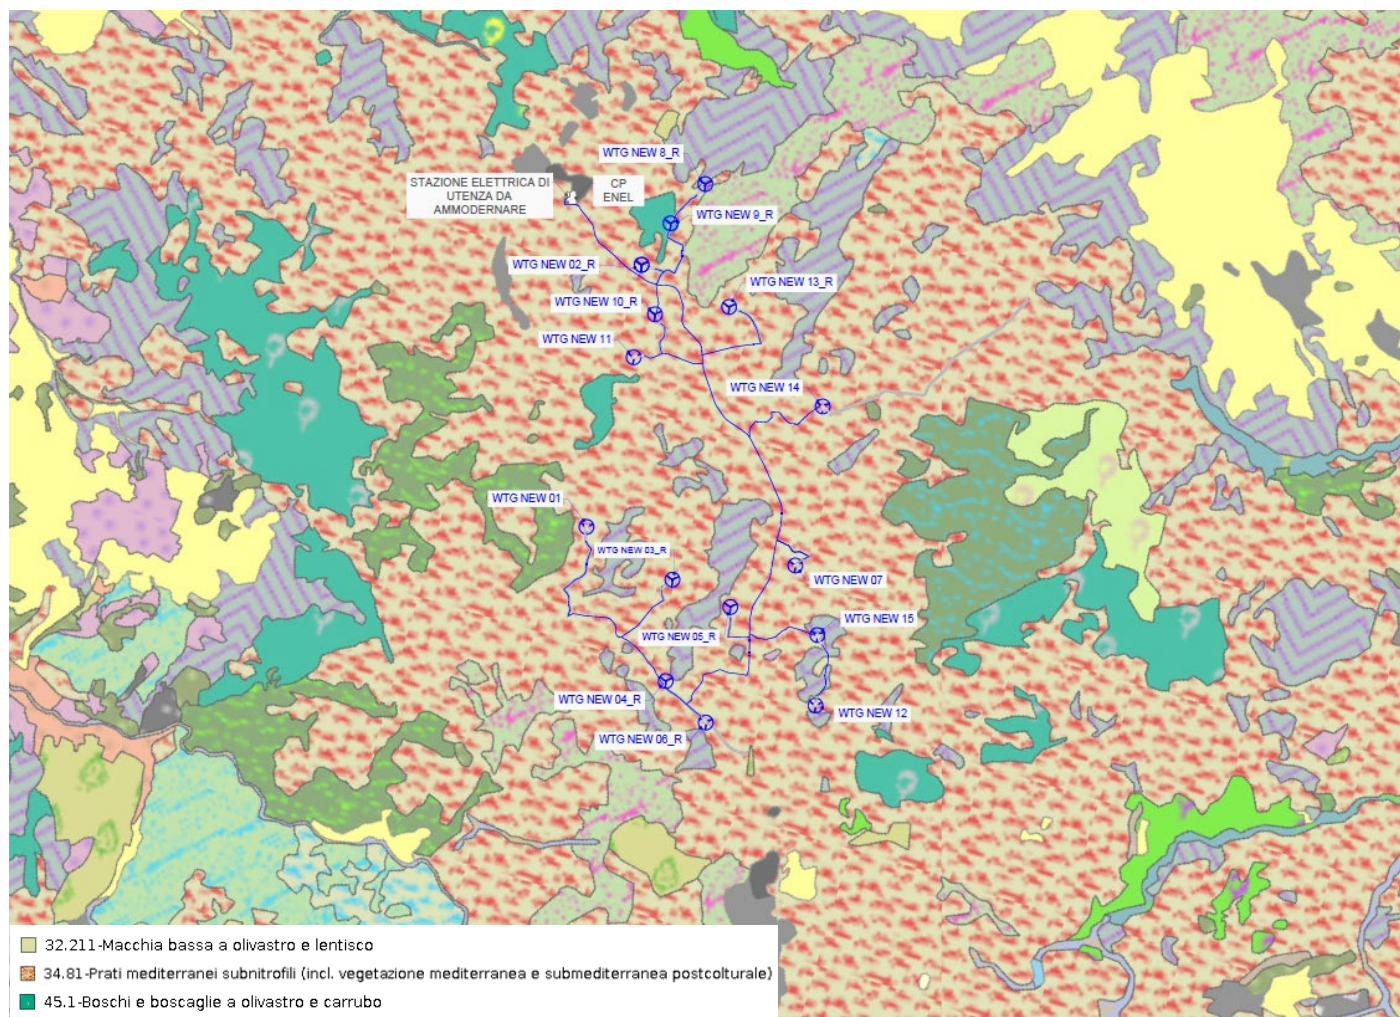 WTG NEW 8_R
STAZIONE ELETTRICA DI
UTENZA DA
AMMODERNARE
CP
ENEL
WTG NEW 9_R
WTG NEW 02_R
WTG NEW 13_R
WTG NEW 10_R
WTG NEW 11
WTG NEW 14
WTG NEW 01
WTG NEW 03_R
WTG NEW 07
WTG NEW 15
WTG NEW 05_R
WTG NEW 04_R
WTG NEW 12
WTG NEW 06_R
32.211-Macchia bassa a olivastro e lentisco
34.81-Prati mediterranei subnitrofili (incl. vegetazione mediterranea e submediterranea postcolturale)
45.1-Boschi e boscaglie a olivastro e carrubo